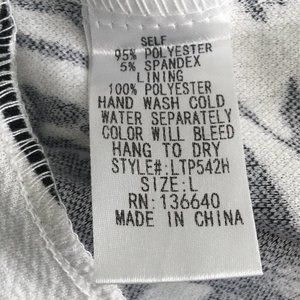 SELF
95% POLYESTER
5% SPANDEX
LINING
100% POLYESTER
HAND WASH COLD
WATER SEPARATELY
COLOR WILL BLEED
HANG TO DRY
STYLE#: LTP542H
SIZE: L
RN: 136640
MADE IN CHINA